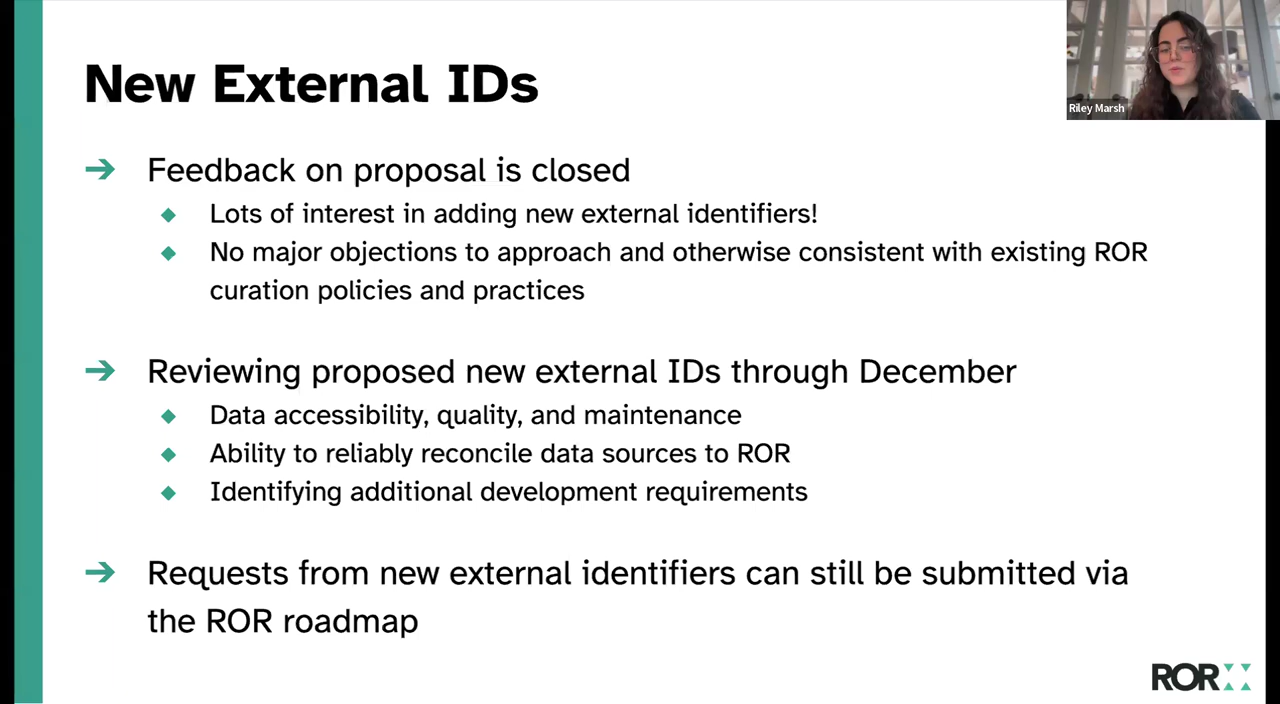 New External IDs
Riley Marsh
Feedback on proposal is closed
Lots of interest in adding new external identifiers!
No major objections to approach and otherwise consistent with existing ROR
curation policies and practices
Reviewing proposed new external IDs through December
Data accessibility, quality, and maintenance
Ability to reliably reconcile data sources to ROR
Identifying additional development requirements
Requests from new external identifiers can still be submitted via
the ROR roadmap
ROR